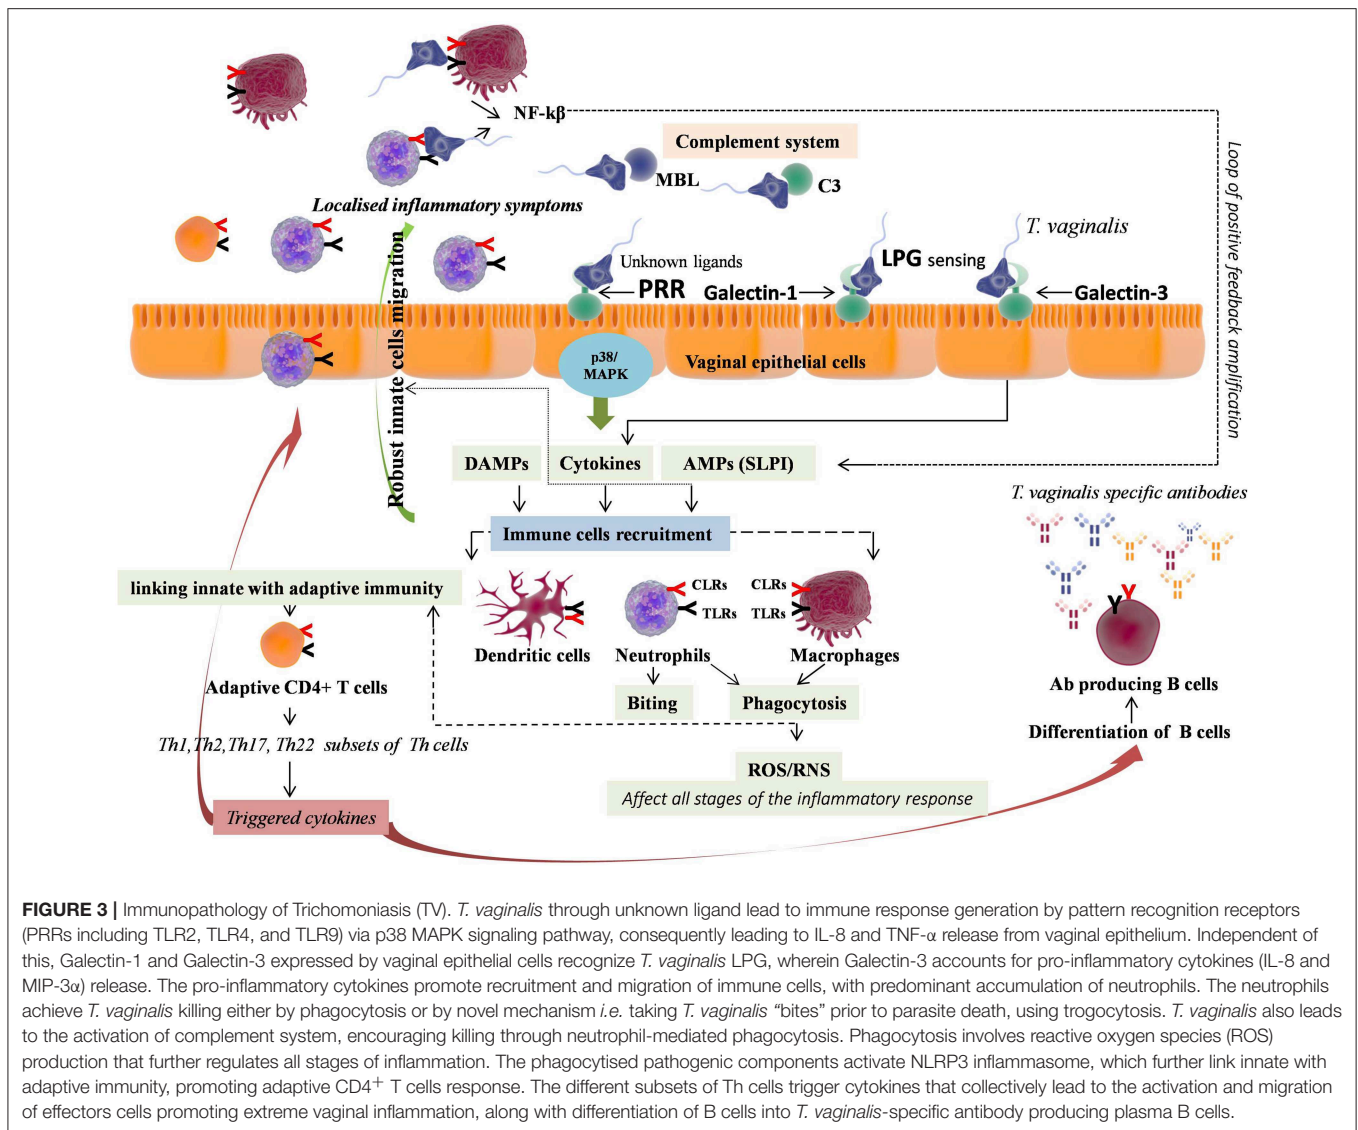 NF-kβ
Complement system
MBL
C3
Localised inflammatory symptoms
Loop of positive feedback amplification
Robust innate cells migration
T. vaginalis
Unknown ligands
LPG sensing
PRR
Galectin-1
Galectin-3
p38/
MAPK
Vaginal epithelial cells
DAMPs
Cytokines
AMPs (SLPI)
T. vaginalis specific antibodies
Immune cells recruitment
linking innate with adaptive immunity
CLRs
TLRs
CLRs
TLRs
Dendritic cells
Neutrophils
Macrophages
Adaptive CD4+ T cells
Ab producing B cells
Biting
Phagocytosis
Differentiation of B cells
Th1,Th2,Th17, Th22 subsets of Th cells
ROS/RNS
Affect all stages of the inflammatory response
Triggered cytokines
FIGURE 3 | Immunopathology of Trichomoniasis (TV). T. vaginalis through unknown ligand lead to immune response generation by pattern recognition receptors
(PRRs including TLR2, TLR4, and TLR9) via p38 MAPK signaling pathway, consequently leading to IL-8 and TNF-α release from vaginal epithelium. Independent of
this, Galectin-1 and Galectin-3 expressed by vaginal epithelial cells recognize T. vaginalis LPG, wherein Galectin-3 accounts for pro-inflammatory cytokines (IL-8 and
MIP-3α) release. The pro-inflammatory cytokines promote recruitment and migration of immune cells, with predominant accumulation of neutrophils. The neutrophils
achieve T. vaginalis killing either by phagocytosis or by novel mechanism i.e. taking T. vaginalis “bites” prior to parasite death, using trogocytosis. T. vaginalis also leads
to the activation of complement system, encouraging killing through neutrophil-mediated phagocytosis. Phagocytosis involves reactive oxygen species (ROS)
production that further regulates all stages of inflammation. The phagocytised pathogenic components activate NLRP3 inflammasome, which further link innate with
adaptive immunity, promoting adaptive CD4+ T cells response. The different subsets of Th cells trigger cytokines that collectively lead to the activation and migration
of effectors cells promoting extreme vaginal inflammation, along with differentiation of B cells into T. vaginalis-specific antibody producing plasma B cells.